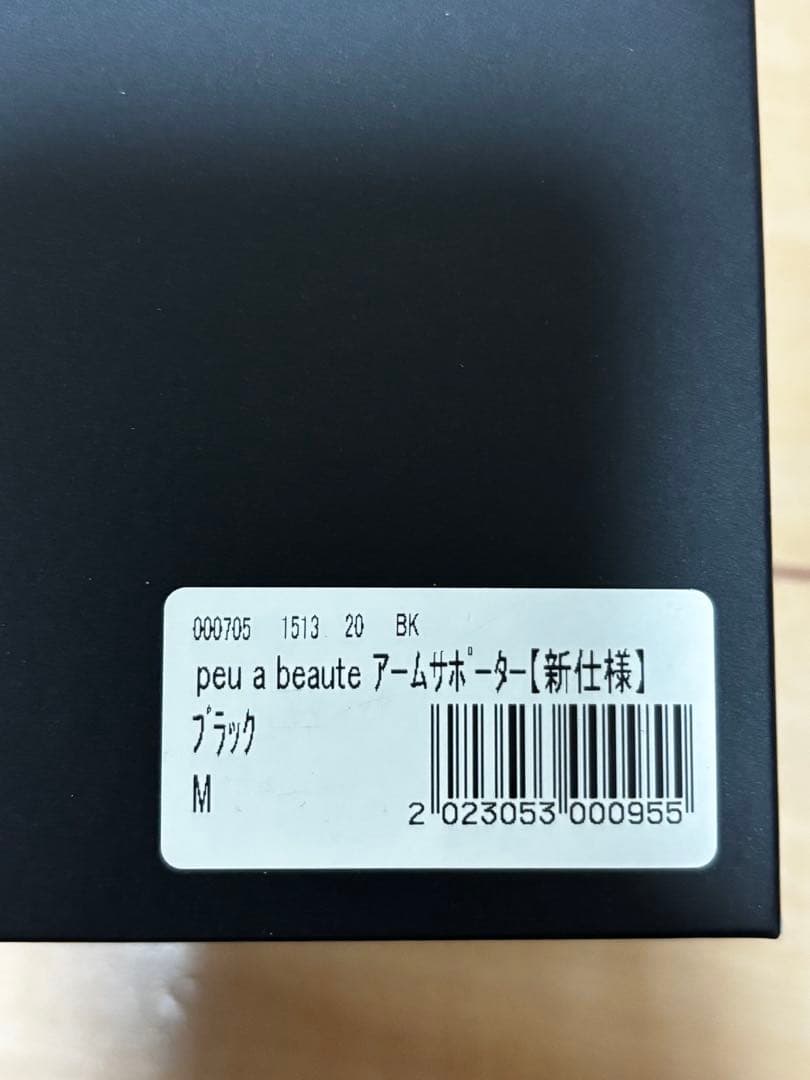 000705 1513 20 BK
peu a beaute ｱｰﾑｻﾎﾟｰﾀｰ【新仕様】
ﾌﾞﾗｯｸ
M
2 023053 000955